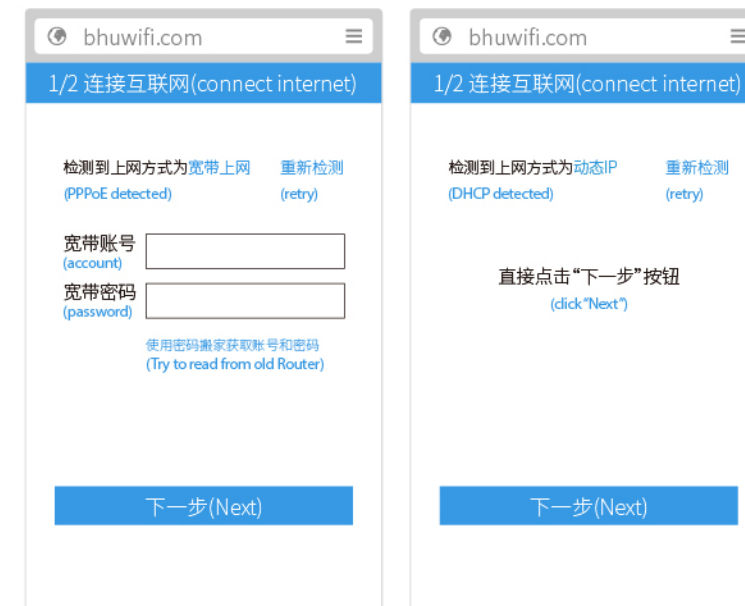 bhuwifi.com
1/2 连接互联网(connect internet)
检测到上网方式为宽带上网 重新检测
(PPPoE detected) (retry)
宽带账号
(account)
宽带密码
(password)
使用密码搬家获取账号和密码
(Try to read from old Router)
下一步(Next)
bhuwifi.com
1/2 连接互联网(connect internet)
检测到上网方式为动态IP 重新检测
(DHCP detected) (retry)
直接点击“下一步”按钮
(click“Next”)
下一步(Next)